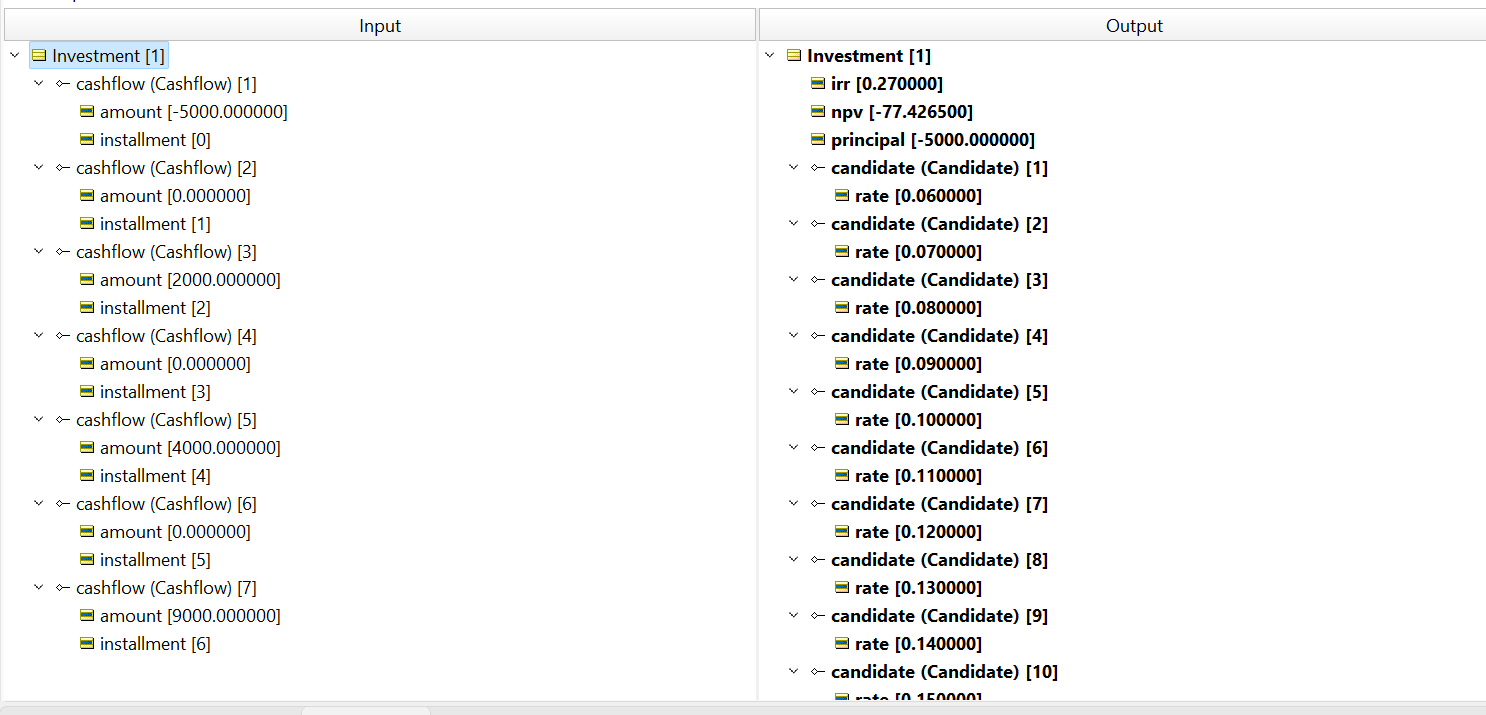 Input
Investment [1]
cashflow (Cashflow) [1]
amount [-5000.000000]
installment [0]
cashflow (Cashflow) [2]
amount [0.000000]
installment [1]
cashflow (Cashflow) [3]
amount [2000.000000]
installment [2]
cashflow (Cashflow) [4]
amount [0.000000]
installment [3]
cashflow (Cashflow) [5]
amount [4000.000000]
installment [4]
cashflow (Cashflow) [6]
amount [0.000000]
installment [5]
cashflow (Cashflow) [7]
amount [9000.000000]
installment [6]
Output
Investment [1]
irr [0.270000]
npv [-77.426500]
principal [-5000.000000]
candidate (Candidate) [1]
rate [0.060000]
candidate (Candidate) [2]
rate [0.070000]
candidate (Candidate) [3]
rate [0.080000]
candidate (Candidate) [4]
rate [0.090000]
candidate (Candidate) [5]
rate [0.100000]
candidate (Candidate) [6]
rate [0.110000]
candidate (Candidate) [7]
rate [0.120000]
candidate (Candidate) [8]
rate [0.130000]
candidate (Candidate) [9]
rate [0.140000]
candidate (Candidate) [10]
rate [0.150000]